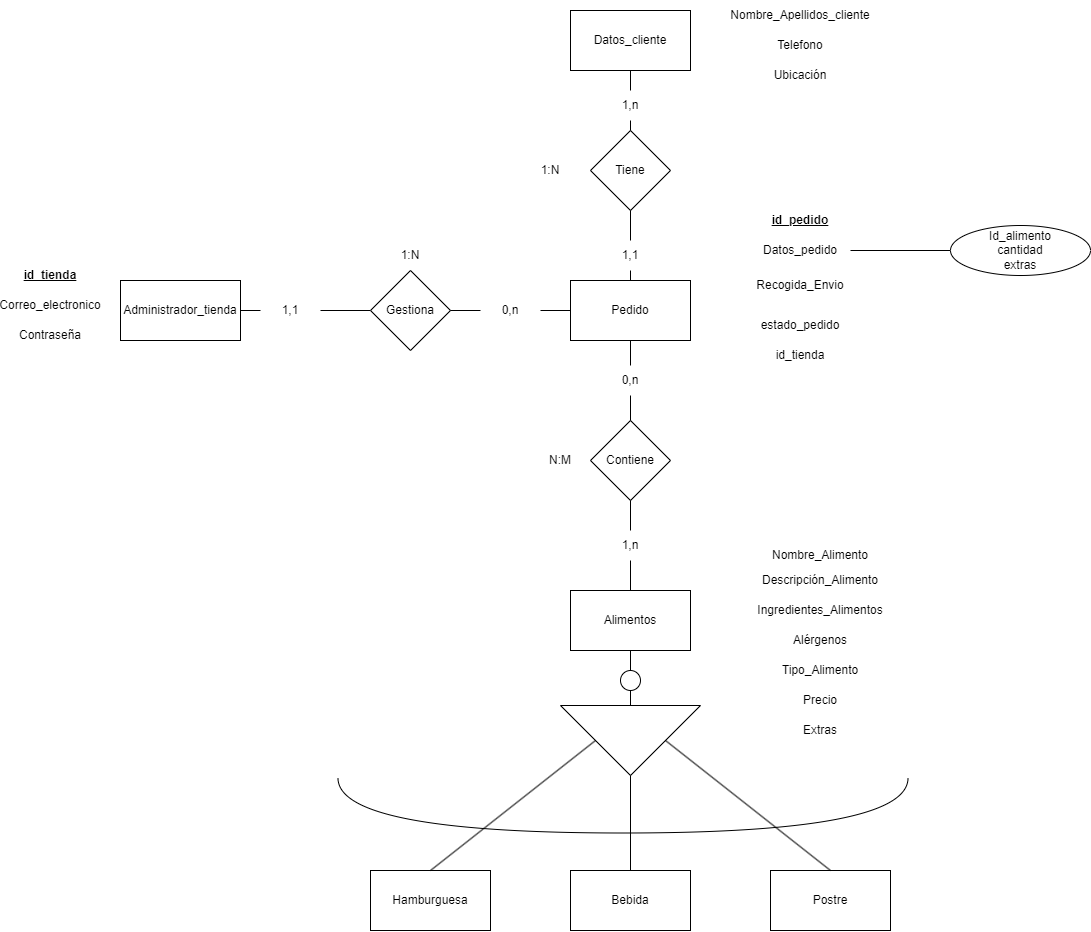 Nombre_Apellidos_cliente
Datos_cliente
Telefono
Ubicación
1,n
1:N
Tiene
id_pedido
Id_alimento
cantidad
extras
Datos_pedido
1:N
1,1
id_tienda
Recogida_Envio
Correo_electronico
Administrador_tienda
1,1
Gestiona
0,n
Pedido
estado_pedido
Contraseña
id_tienda
0,n
N:M
Contiene
1,n
Nombre_Alimento
Descripción_Alimento
Ingredientes_Alimentos
Alimentos
Alérgenos
Tipo_Alimento
Precio
Extras
Hamburguesa
Bebida
Postre